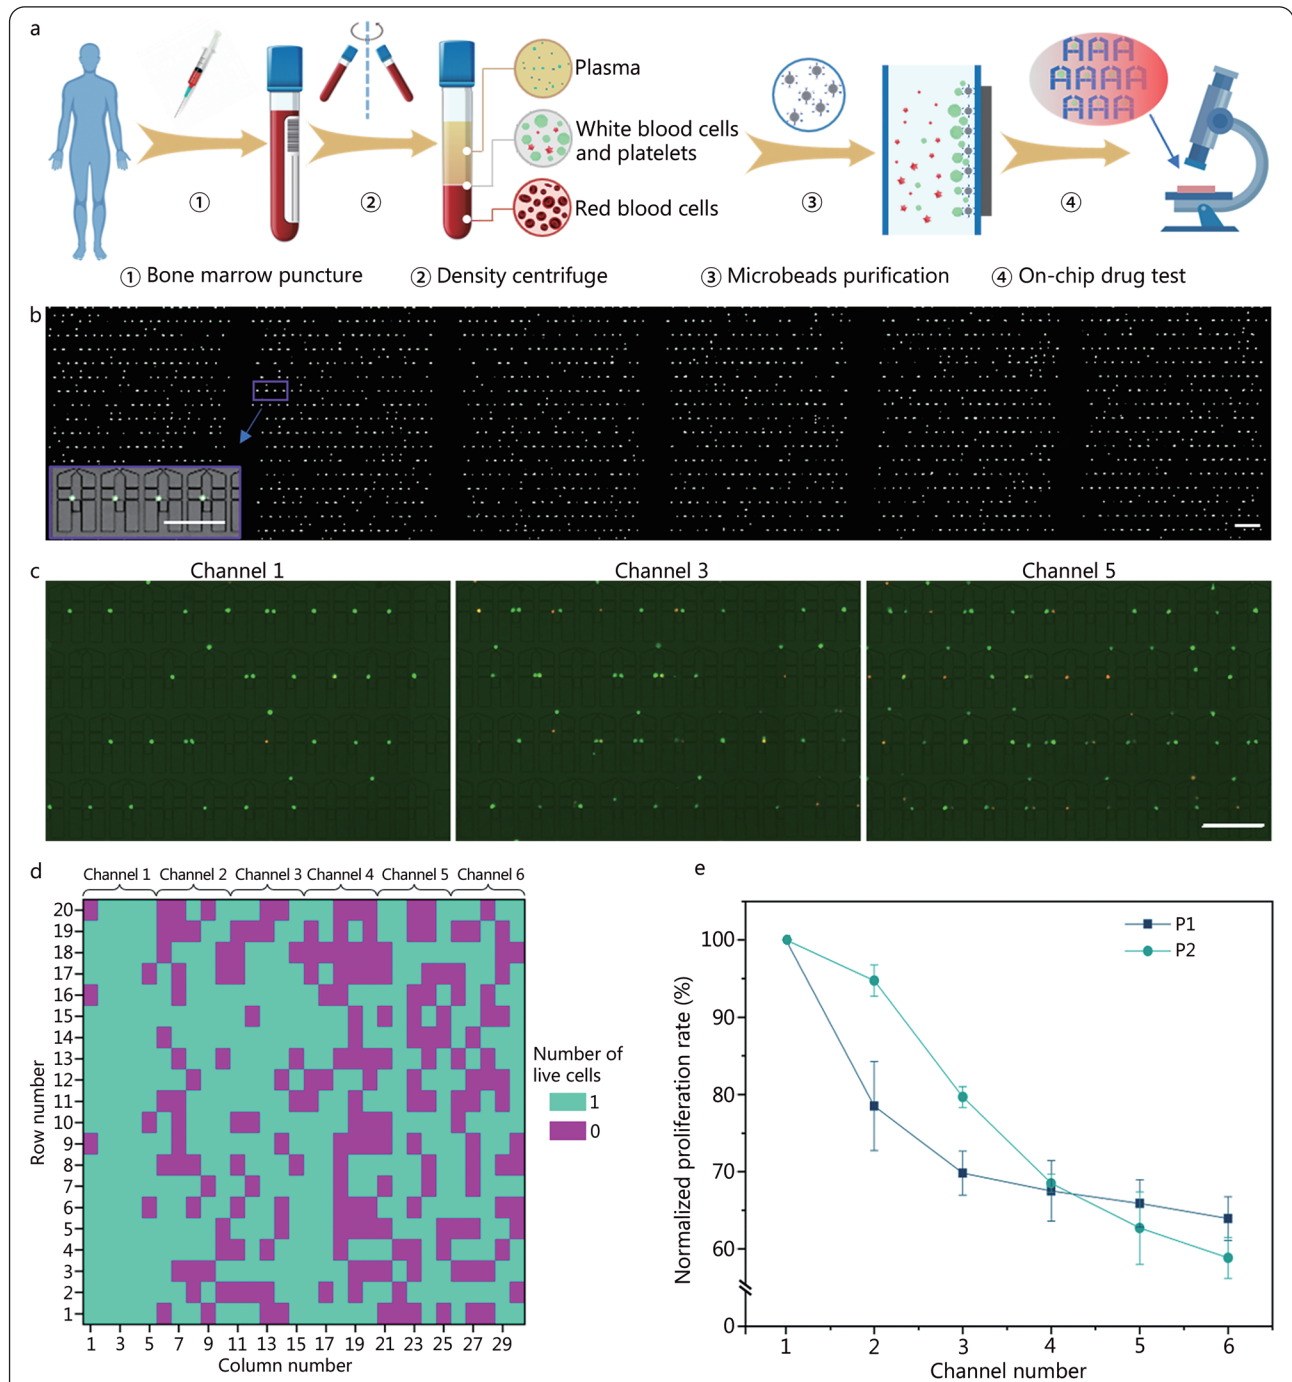 a
Plasma
White blood cells
and platelets
Red blood cells
①
②
③
④
① Bone marrow puncture
② Density centrifuge
③ Microbeads purification
④ On-chip drug test
b
c
Channel 1
Channel 3
Channel 5
d
Channel 1
Channel 2
Channel 3
Channel 4
Channel 5
Channel 6
Row number
20
19
18
17
16
15
14
13
12
11
10
9
8
7
6
5
4
3
2
1
1 3 5 7 9 11 13 15 17 19 21 23 25 27 29
Column number
Number of
live cells
1
0
e
Normalized proliferation rate (%)
100
90
80
70
60
0
P1
P2
1 2 3 4 5 6
Channel number